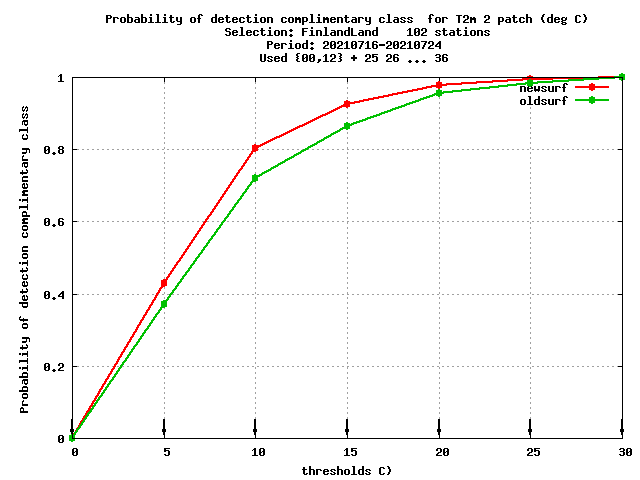 Probability of detection complimentary class  for T2m 2 patch (deg C)
Selection: FinlandLand    102 stations
Period: 20210716-20210724
Used {00,12} + 25 26 ... 36
Probability of detection complimentary class
1
0.8
0.6
0.4
0.2
0
newsurf
oldsurf
0 5 10 15 20 25 30
thresholds C)